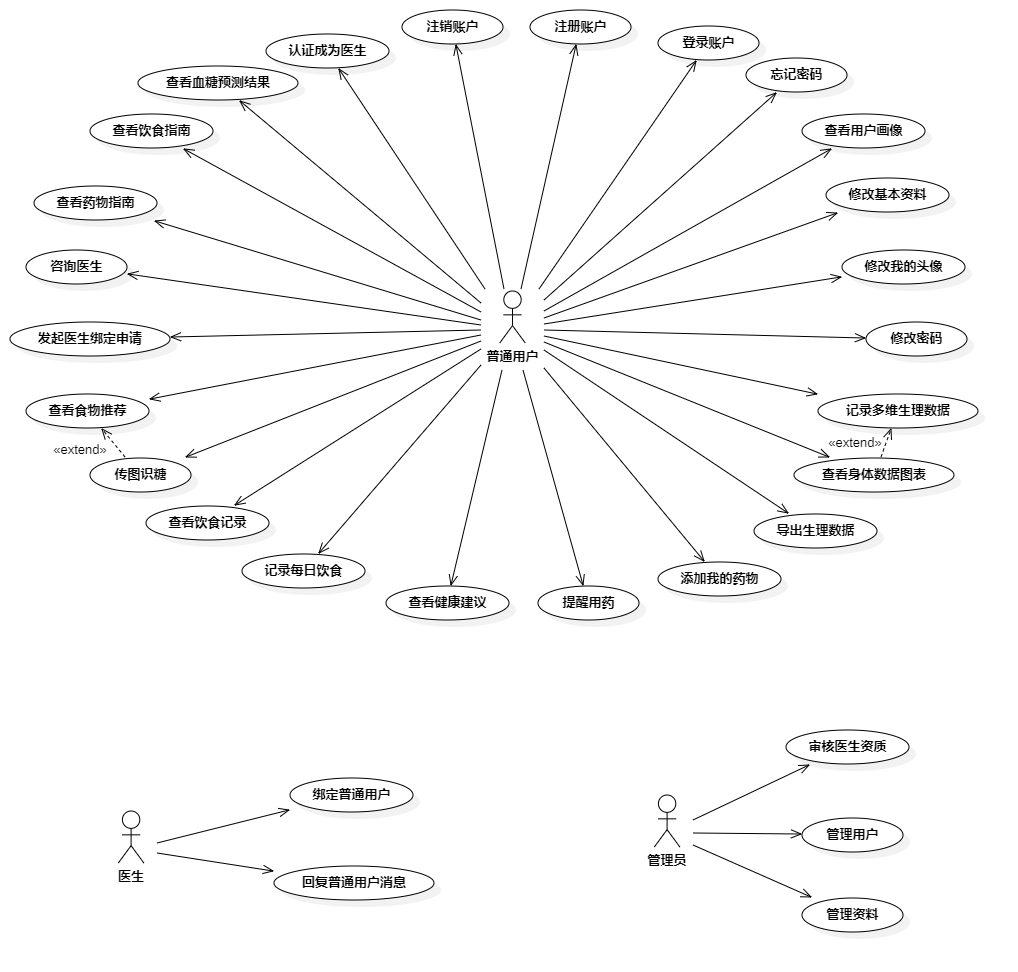 注销账户
注册账户
登录账户
认证成为医生
忘记密码
查看血糖预测结果
查看饮食指南
查看用户画像
查看药物指南
修改基本资料
咨询医生
修改我的头像
发起医生绑定申请
修改密码
普通用户
查看食物推荐
记录多维生理数据
«extend»
«extend»
传图识糖
查看身体数据图表
查看饮食记录
导出生理数据
记录每日饮食
添加我的药物
查看健康建议
提醒用药
审核医生资质
绑定普通用户
管理用户
管理员
医生
回复普通用户消息
管理资料